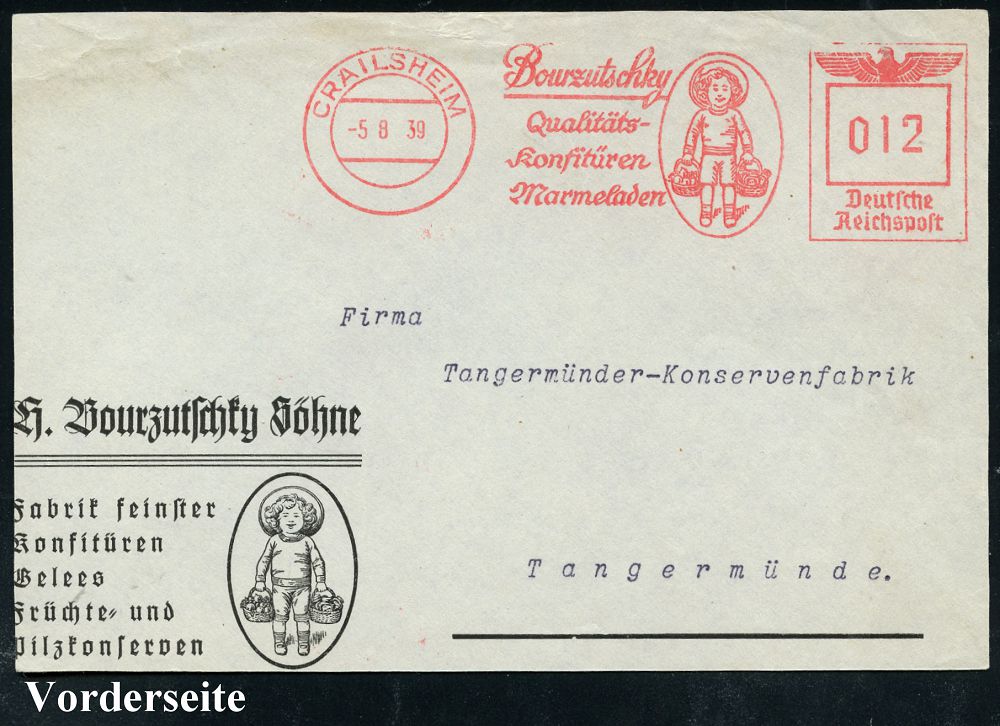 CRAILSHEIM
-5 8 39
Bourzutschky
Qualitäts-
Konfitüren
Marmeladen
012
Deutsche
Reichspost
Firma
Tangermünder-Konservenfabrik
H. Bourzutschky Söhne
Fabrik feinster
Konfitüren
Gelees
Früchte- und
Pilzkonserven
Tangermünde.
Vorderseite